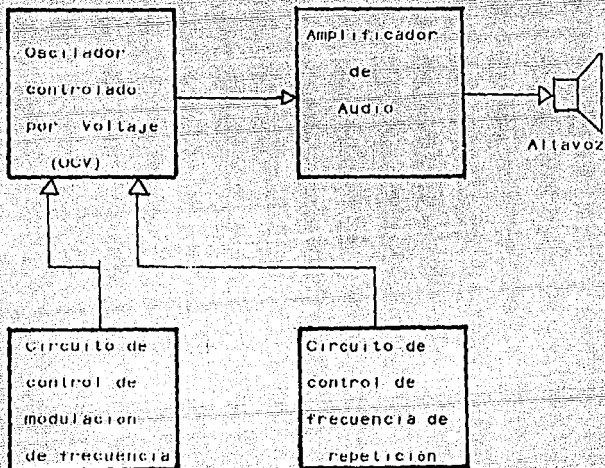 Oscilador
controlado
por Voltaje
(OCV)
Amplificador
de
Audio
Altavoz
Circuito de
control de
modulacion
de frecuencia
Circuito de
control de
frecuencia de
repetición